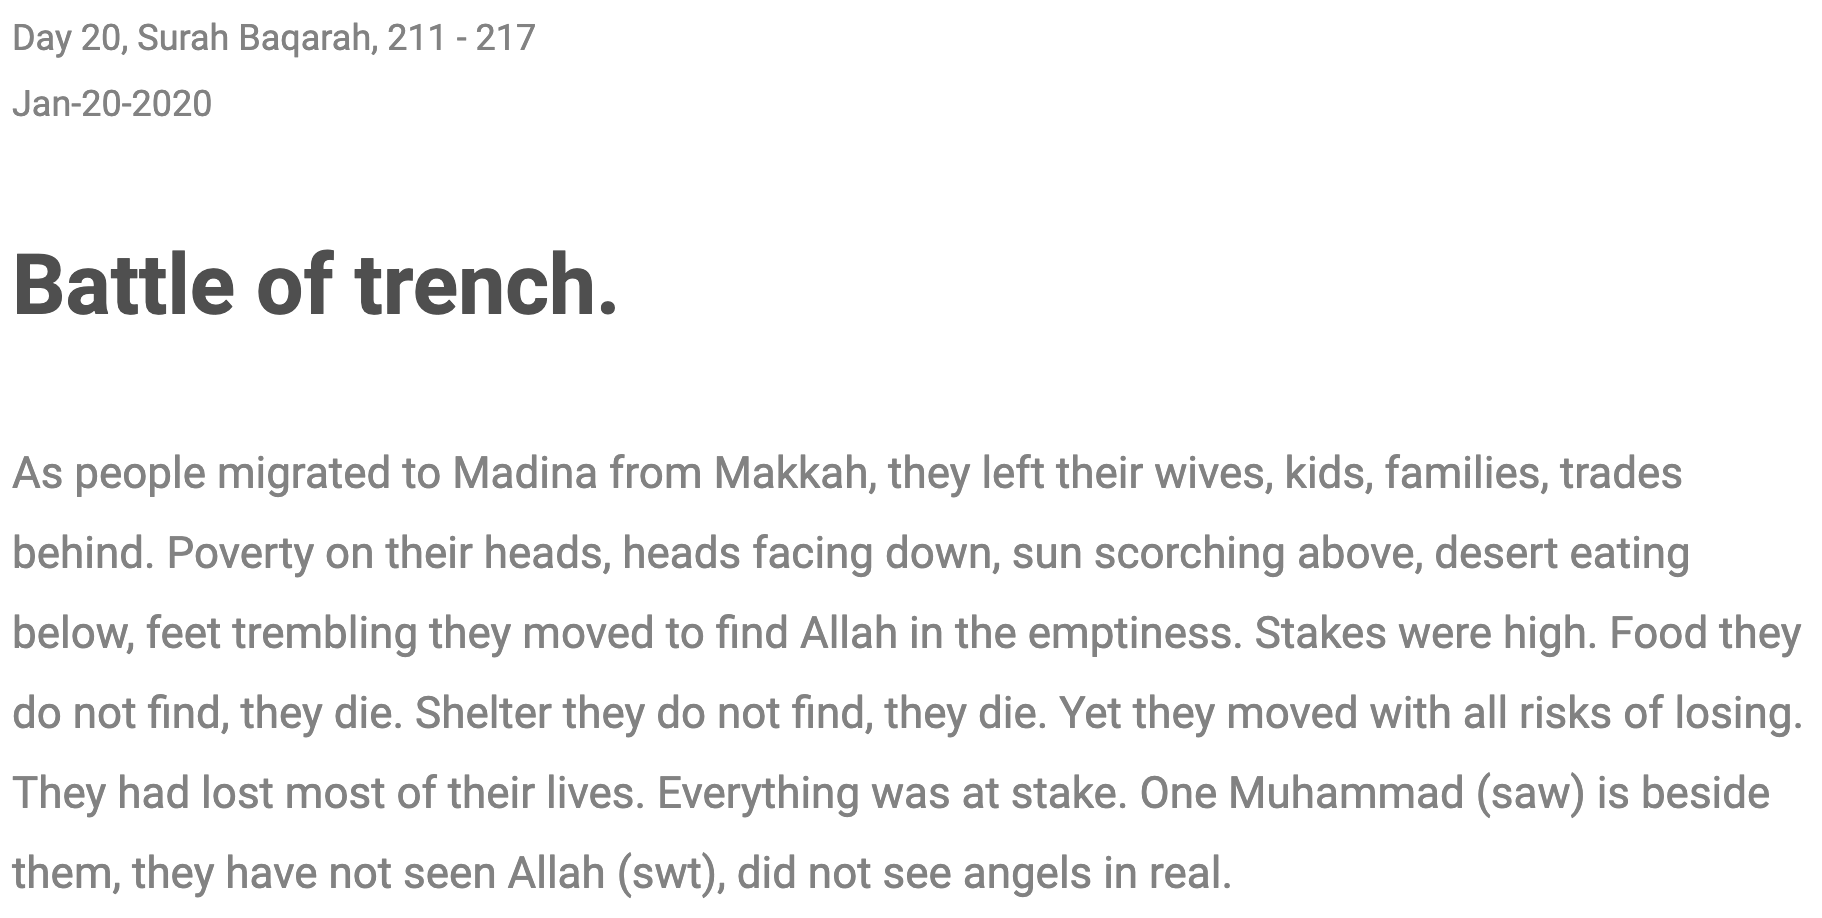 Day 20, Surah Baqarah, 211 - 217
Jan-20-2020
Battle of trench.
As people migrated to Madina from Makkah, they left their wives, kids, families, trades
behind. Poverty on their heads, heads facing down, sun scorching above, desert eating
below, feet trembling they moved to find Allah in the emptiness. Stakes were high. Food they
do not find, they die. Shelter they do not find, they die. Yet they moved with all risks of losing.
They had lost most of their lives. Everything was at stake. One Muhammad (saw) is beside
them, they have not seen Allah (swt), did not see angels in real.